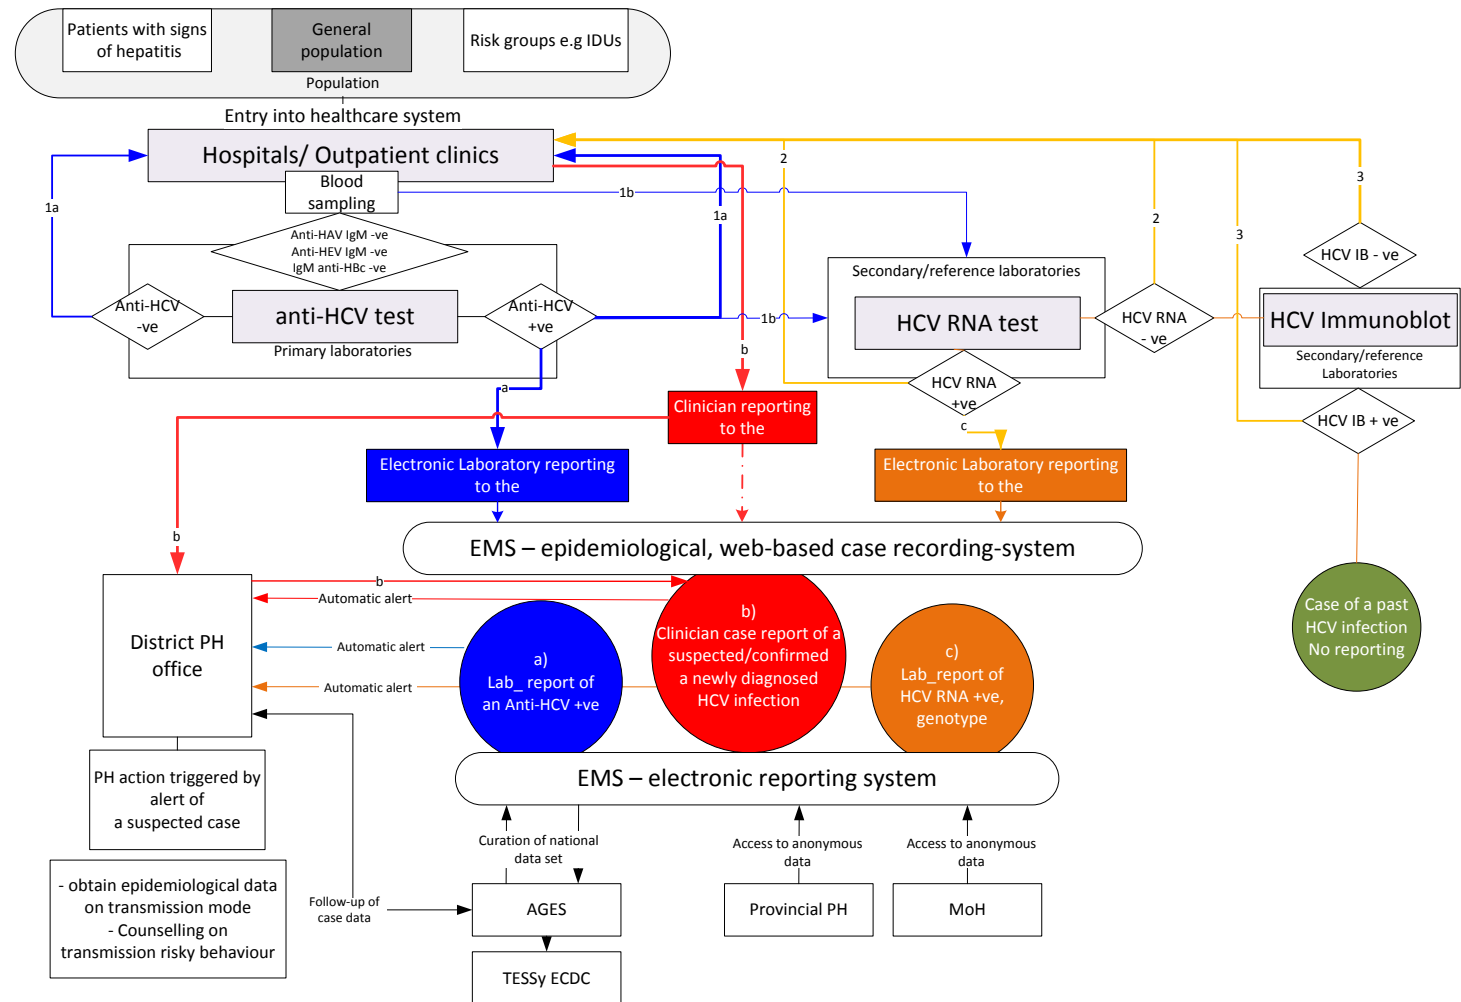 Patients with signs
of hepatitis
General
population
Risk groups e.g IDUs
Population
Entry into healthcare system
Hospitals/ Outpatient clinics
Blood
sampling
1a
1b
1a
2
2
3
3
Anti-HAV IgM -ve
Anti-HEV IgM -ve
IgM anti-HBc -ve
Anti-HCV
-ve
anti-HCV test
Primary laboratories
Anti-HCV
+ve
1b
Secondary/reference laboratories
HCV RNA test
HCV RNA
- ve
HCV RNA
+ve
HCV IB - ve
HCV Immunoblot
Secondary/reference
Laboratories
HCV IB + ve
a
b
c
Clinician reporting
to the
Electronic Laboratory reporting
to the
Electronic Laboratory reporting
to the
b
EMS – epidemiological, web-based case recording-system
District PH
office
b
Automatic alert
Automatic alert
Automatic alert
a)
Lab_ report of
an Anti-HCV +ve
b)
Clinician case report of a
suspected/confirmed
a newly diagnosed
HCV infection
c)
Lab_report of
HCV RNA +ve,
genotype
Case of a past
HCV infection
No reporting
EMS – electronic reporting system
PH action triggered by
alert of
a suspected case
- obtain epidemiological data
on transmission mode
- Counselling on
transmission risky behaviour
Follow-up of
case data
Curation of national
data set
Access to anonymous
data
Access to anonymous
data
AGES
Provincial PH
MoH
TESSy ECDC